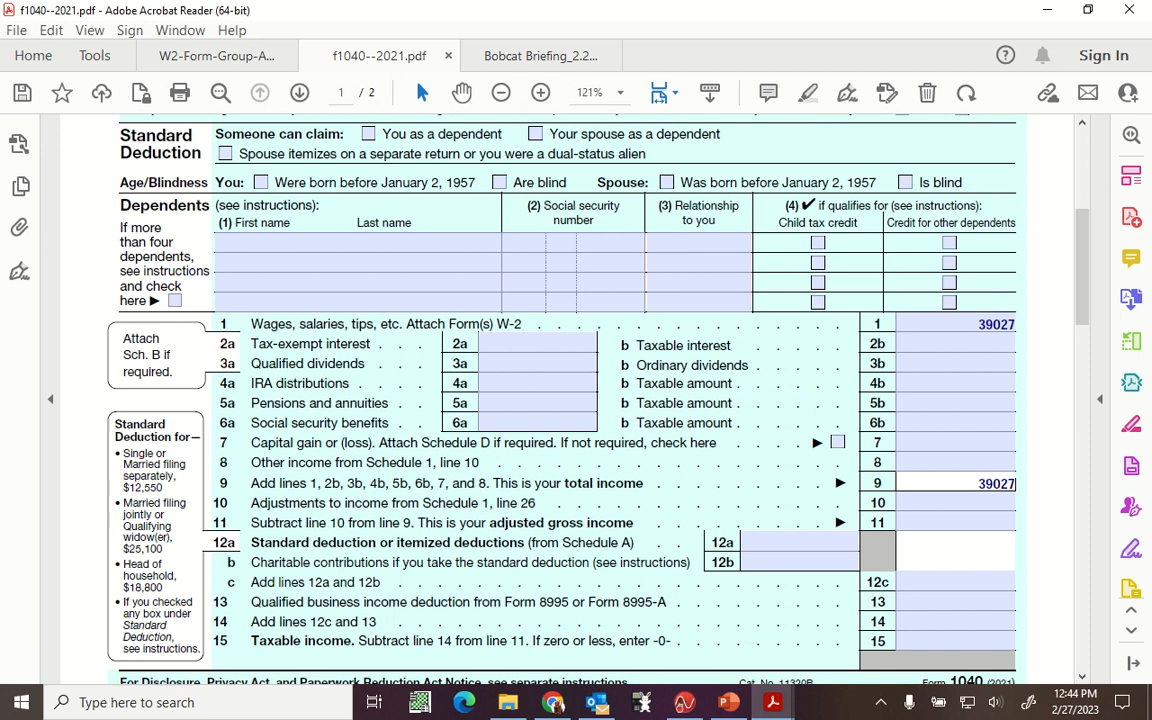 f1040--2021.pdf - Adobe Acrobat Reader (64-bit)
File Edit View Sign Window Help
Home Tools W2-Form-Group-A... f1040--2021.pdf × Bobcat Briefing_2.2... Sign In
1 / 2 121%
Standard Deduction
Someone can claim: You as a dependent Your spouse as a dependent
Spouse itemizes on a separate return or you were a dual-status alien
Age/Blindness You: Were born before January 2, 1957 Are blind Spouse: Was born before January 2, 1957 Is blind
Dependents (see instructions):
(1) First name Last name
(2) Social security number
(3) Relationship to you
(4) ✔ if qualifies for (see instructions):
Child tax credit Credit for other dependents
If more
than four
dependents,
see instructions
and check
here ▶
Attach
Sch. B if
required.
1 Wages, salaries, tips, etc. Attach Form(s) W-2 . . . . . . . . . . . . . 1 39027
2a Tax-exempt interest . . . 2a b Taxable interest . . . . . 2b
3a Qualified dividends . . . 3a b Ordinary dividends . . . . . 3b
4a IRA distributions . . . . 4a b Taxable amount . . . . . . 4b
5a Pensions and annuities . . 5a b Taxable amount . . . . . . 5b
6a Social security benefits . . 6a b Taxable amount . . . . . . 6b
7 Capital gain or (loss). Attach Schedule D if required. If not required, check here . . . . ▶ 7
8 Other income from Schedule 1, line 10 . . . . . . . . . . . . . . . 8
9 Add lines 1, 2b, 3b, 4b, 5b, 6b, 7, and 8. This is your total income . . . . . . . . ▶ 9 39027
10 Adjustments to income from Schedule 1, line 26 . . . . . . . . . . . . . 10
11 Subtract line 10 from line 9. This is your adjusted gross income . . . . . . . . ▶ 11
12a Standard deduction or itemized deductions (from Schedule A) . . 12a
b Charitable contributions if you take the standard deduction (see instructions) 12b
c Add lines 12a and 12b . . . . . . . . . . . . . . . . . . . 12c
13 Qualified business income deduction from Form 8995 or Form 8995-A . . . . . . . . 13
14 Add lines 12c and 13 . . . . . . . . . . . . . . . . . . . 14
15 Taxable income. Subtract line 14 from line 11. If zero or less, enter -0- . . . . . . . . 15
Standard
Deduction for—
• Single or
Married filing
separately,
$12,550
• Married filing
jointly or
Qualifying
widow(er),
$25,100
• Head of
household,
$18,800
• If you checked
any box under
Standard
Deduction,
see instructions.
For Disclosure, Privacy Act, and Paperwork Reduction Act Notice, see separate instructions. Cat. No. 11320B Form 1040 (2021)
Type here to search
12:44 PM
2/27/2023